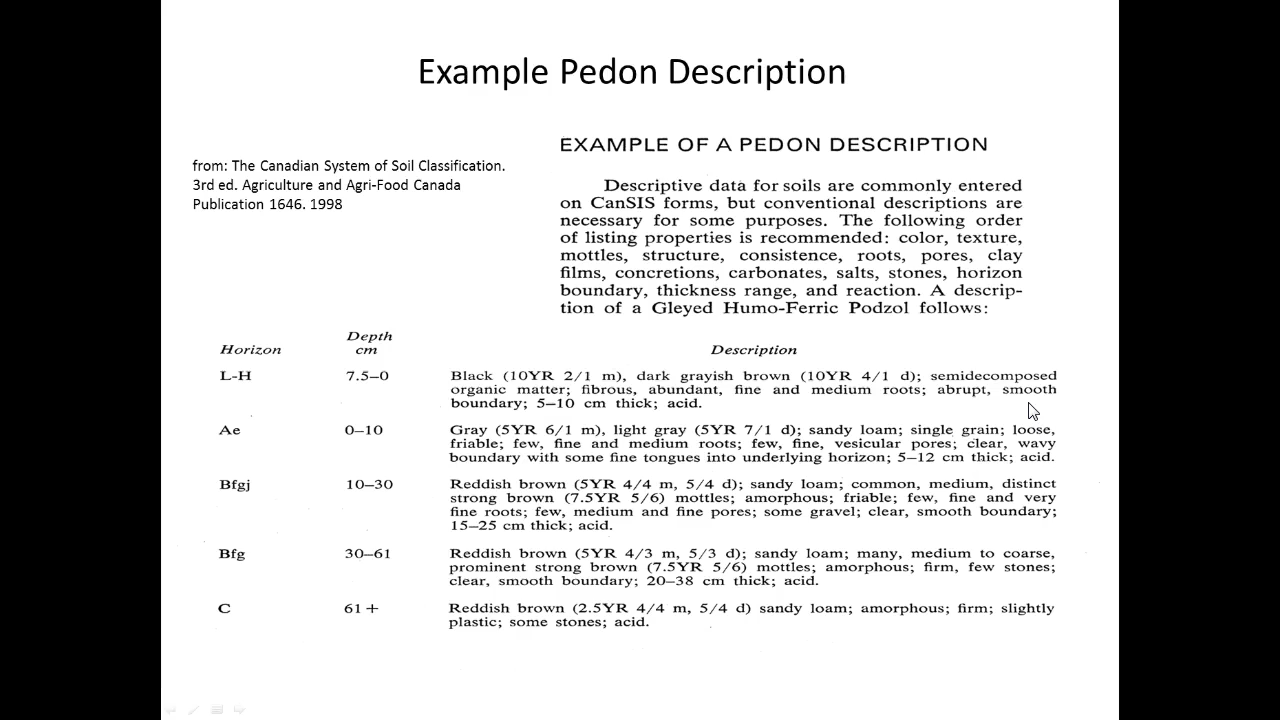 Example Pedon Description
from: The Canadian System of Soil Classification.
3rd ed. Agriculture and Agri-Food Canada
Publication 1646. 1998
EXAMPLE OF A PEDON DESCRIPTION
Descriptive data for soils are commonly entered
on CanSIS forms, but conventional descriptions are
necessary for some purposes. The following order
of listing properties is recommended: color, texture,
mottles, structure, consistence, roots, pores, clay
films, concretions, carbonates, salts, stones, horizon
boundary, thickness range, and reaction. A descrip-
tion of a Gleyed Humo-Ferric Podzol follows:
Horizon Depth cm Description
L-H 7.5–0 Black (10YR 2/1 m), dark grayish brown (10YR 4/1 d); semidecomposed
organic matter; fibrous, abundant, fine and medium roots; abrupt, smooth
boundary; 5–10 cm thick; acid.
Ae 0–10 Gray (5YR 6/1 m), light gray (5YR 7/1 d); sandy loam; single grain; loose,
friable; few, fine and medium roots; few, fine, vesicular pores; clear, wavy
boundary with some fine tongues into underlying horizon; 5–12 cm thick; acid.
Bfgj 10–30 Reddish brown (5YR 4/4 m, 5/4 d); sandy loam; common, medium, distinct
strong brown (7.5YR 5/6) mottles; amorphous; friable; few, fine and very
fine roots; few, medium and fine pores; some gravel; clear, smooth boundary;
15–25 cm thick; acid.
Bfg 30–61 Reddish brown (5YR 4/3 m, 5/3 d); sandy loam; many, medium to coarse,
prominent strong brown (7.5YR 5/6) mottles; amorphous; firm, few stones;
clear, smooth boundary; 20–38 cm thick; acid.
C 61 + Reddish brown (2.5YR 4/4 m, 5/4 d) sandy loam; amorphous; firm; slightly
plastic; some stones; acid.